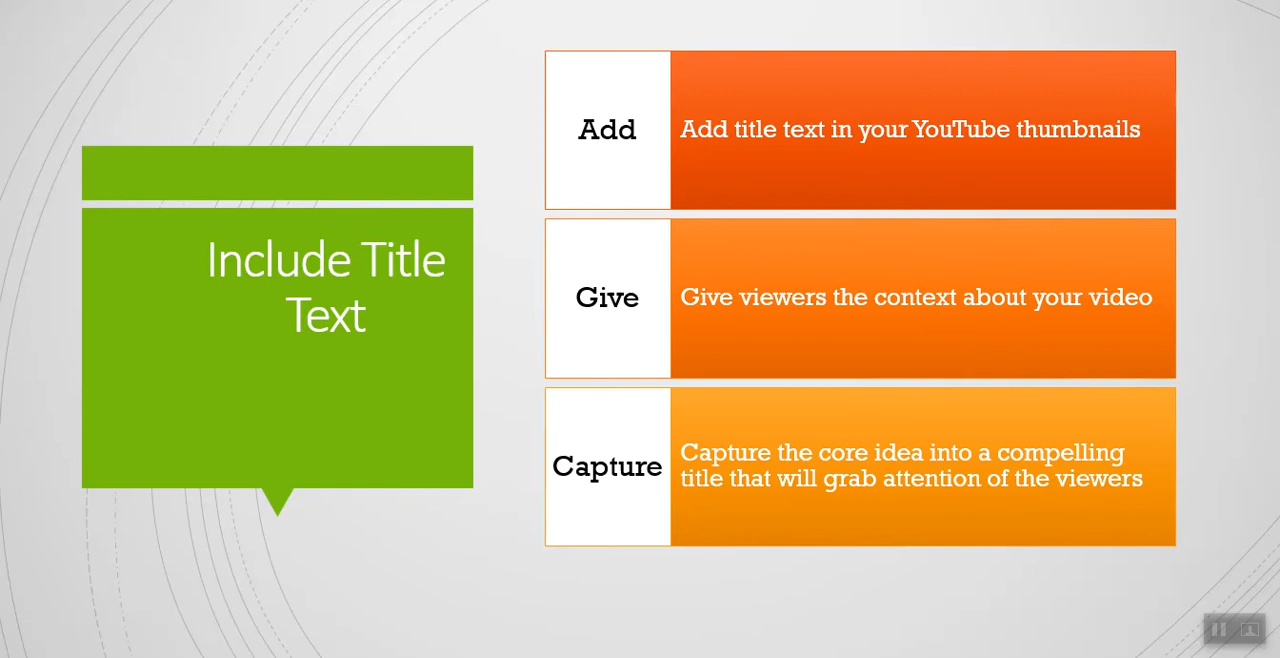 Include Title
Text
Add
Add title text in your YouTube thumbnails
Give
Give viewers the context about your video
Capture
Capture the core idea into a compelling
title that will grab attention of the viewers